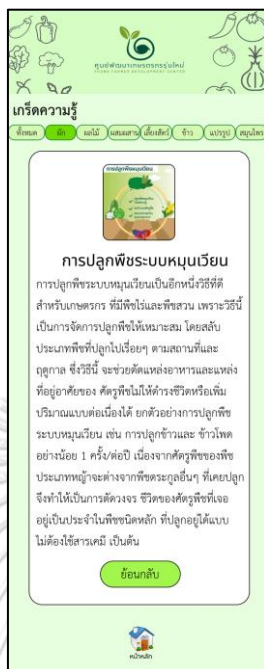 ศูนย์พัฒนาเกษตรกรรุ่นใหม่
YOUNG FARMER DEVELOPMENT CENTER
เกร็ดความรู้
ทั้งหมด ผัก ผลไม้ ผสมผสาน เลี้ยงสัตว์ ข้าว แปรรูป สมุนไพร
การปลูกพืชหมุนเวียน
การปลูกพืชระบบหมุนเวียน
การปลูกพืชระบบหมุนเวียนเป็นอีกหนึ่งวิธีที่ดี
สำหรับเกษตรกร ที่มีพืชไร่และพืชสวน เพราะวิธีนี้
เป็นการจัดการปลูกพืชให้เหมาะสม โดยสลับ
ประเภทพืชที่ปลูกไปเรื่อยๆ ตามสถานที่และ
ฤดูกาล ซึ่งวิธีนี้ จะช่วยตัดแหล่งอาหารและแหล่ง
ที่อยู่อาศัยของ ศัตรูพืชไม่ให้ดำรงชีวิตหรือเพิ่ม
ปริมาณแบบต่อเนื่องได้ ยกตัวอย่างการปลูกพืช
ระบบหมุนเวียน เช่น การปลูกข้าวและ ข้าวโพด
อย่างน้อย 1 ครั้ง/ต่อปี เนื่องจากศัตรูพืชของพืช
ประเภทหญ้าจะต่างจากพืชตระกูลอื่นๆ ที่เคยปลูก
จึงทำให้เป็นการตัดวงจร ชีวิตของศัตรูพืชที่เจอ
อยู่เป็นประจำในพืชชนิดหลัก ที่ปลูกอยู่ได้แบบ
ไม่ต้องใช้สารเคมี เป็นต้น
ย้อนกลับ
หน้าหลัก